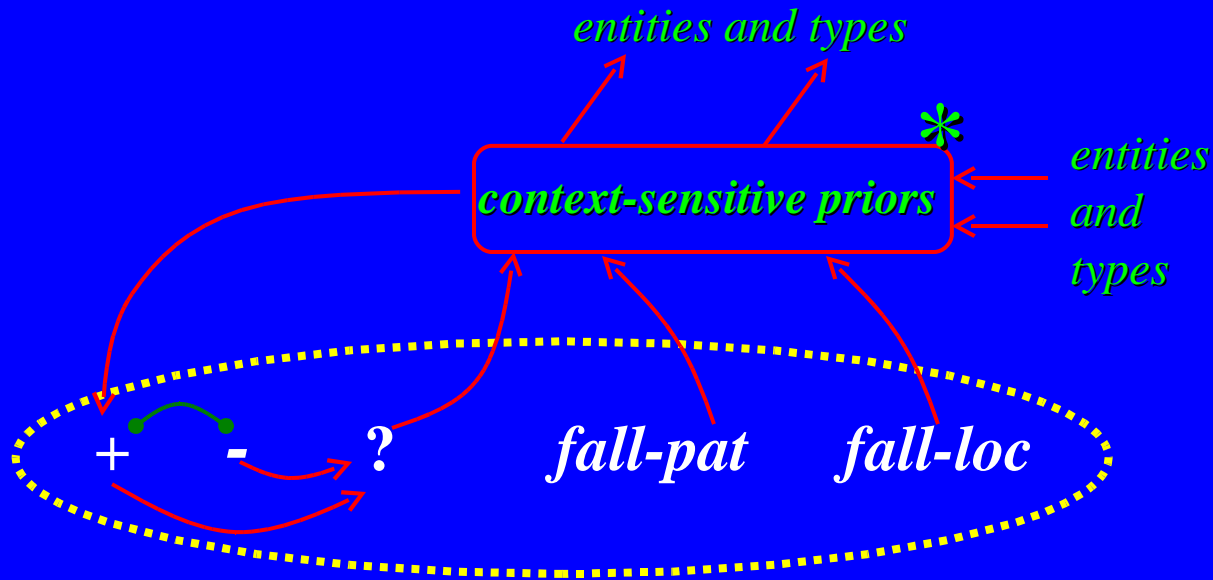 entities and types
*
context-sensitive priors
entities
and
types
+ - ? fall-pat fall-loc